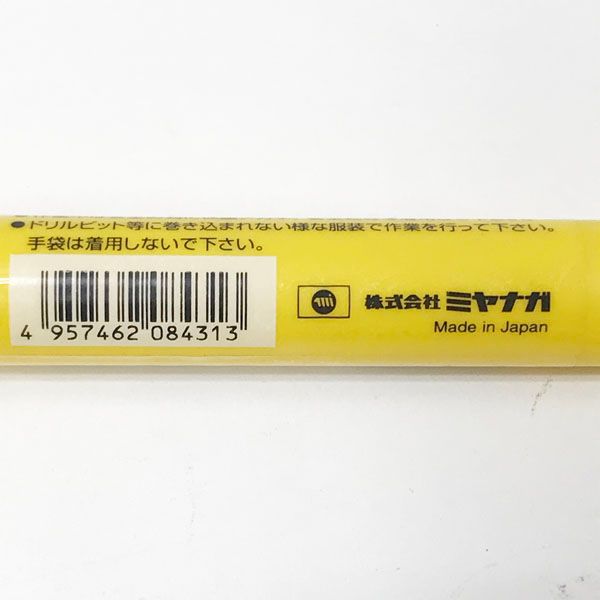 ●ドリルビット等に巻き込まれない様な服装で作業を行って下さい。
手袋は着用しないで下さい。
4 957462 084313
株式会社 ミヤナガ
Made in Japan